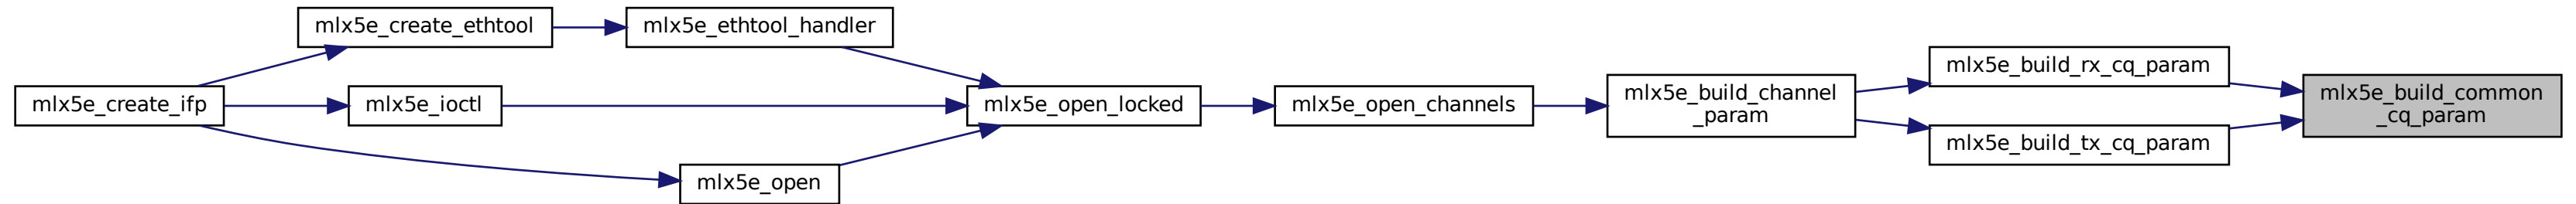 mlx5e_create_ethtool
mlx5e_ethtool_handler
mlx5e_create_ifp
mlx5e_ioctl
mlx5e_open
mlx5e_open_locked
mlx5e_open_channels
mlx5e_build_channel
_param
mlx5e_build_rx_cq_param
mlx5e_build_tx_cq_param
mlx5e_build_common
_cq_param